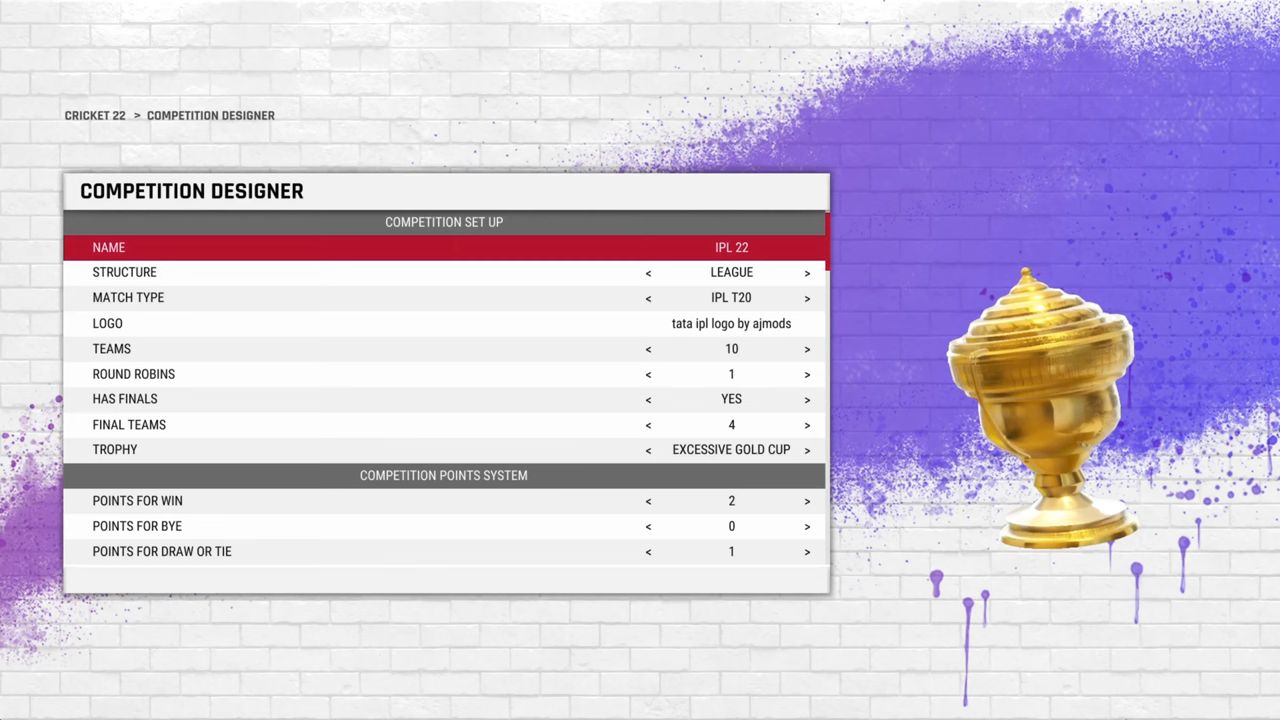 CRICKET 22 > COMPETITION DESIGNER
COMPETITION DESIGNER
COMPETITION SET UP
NAME IPL 22
STRUCTURE < LEAGUE >
MATCH TYPE < IPL T20 >
LOGO tata ipl logo by ajmods
TEAMS < 10 >
ROUND ROBINS < 1 >
HAS FINALS < YES >
FINAL TEAMS < 4 >
TROPHY < EXCESSIVE GOLD CUP >
COMPETITION POINTS SYSTEM
POINTS FOR WIN < 2 >
POINTS FOR BYE < 0 >
POINTS FOR DRAW OR TIE < 1 >